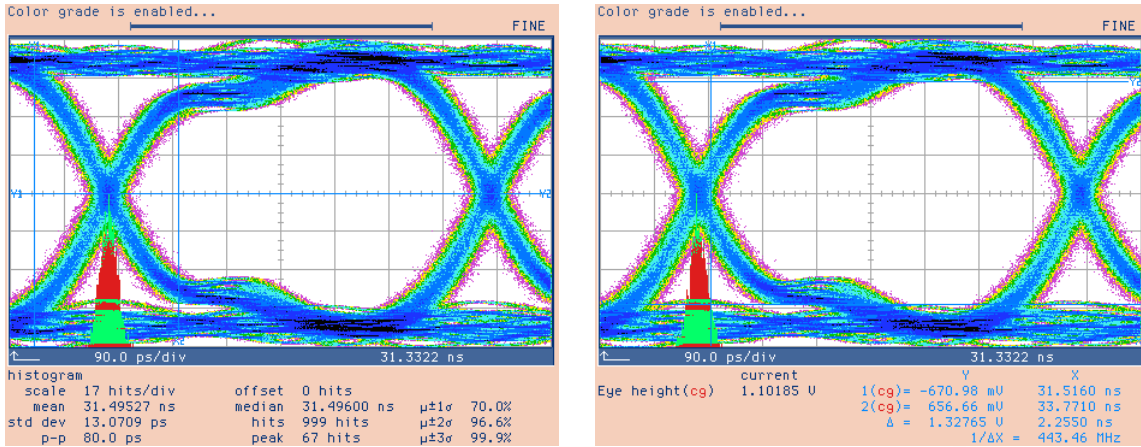 Color grade is enabled...
FINE
Y1
Y2
X1
X2
90.0 ps/div
31.3322 ns
histogram
scale 17 hits/div offset 0 hits
mean 31.49527 ns median 31.49600 ns μ±1σ 70.0%
std dev 13.0709 ps hits 999 hits μ±2σ 96.6%
p-p 80.0 ps peak 67 hits μ±3σ 99.9%
Color grade is enabled...
FINE
X1
90.0 ps/div
31.3322 ns
current Y X
Eye height(cg) 1.10185 V 1(cg)= -670.98 mV 31.5160 ns
2(cg)= 656.66 mV 33.7710 ns
Δ = 1.32765 V 2.2550 ns
1/ΔX = 443.46 MHz